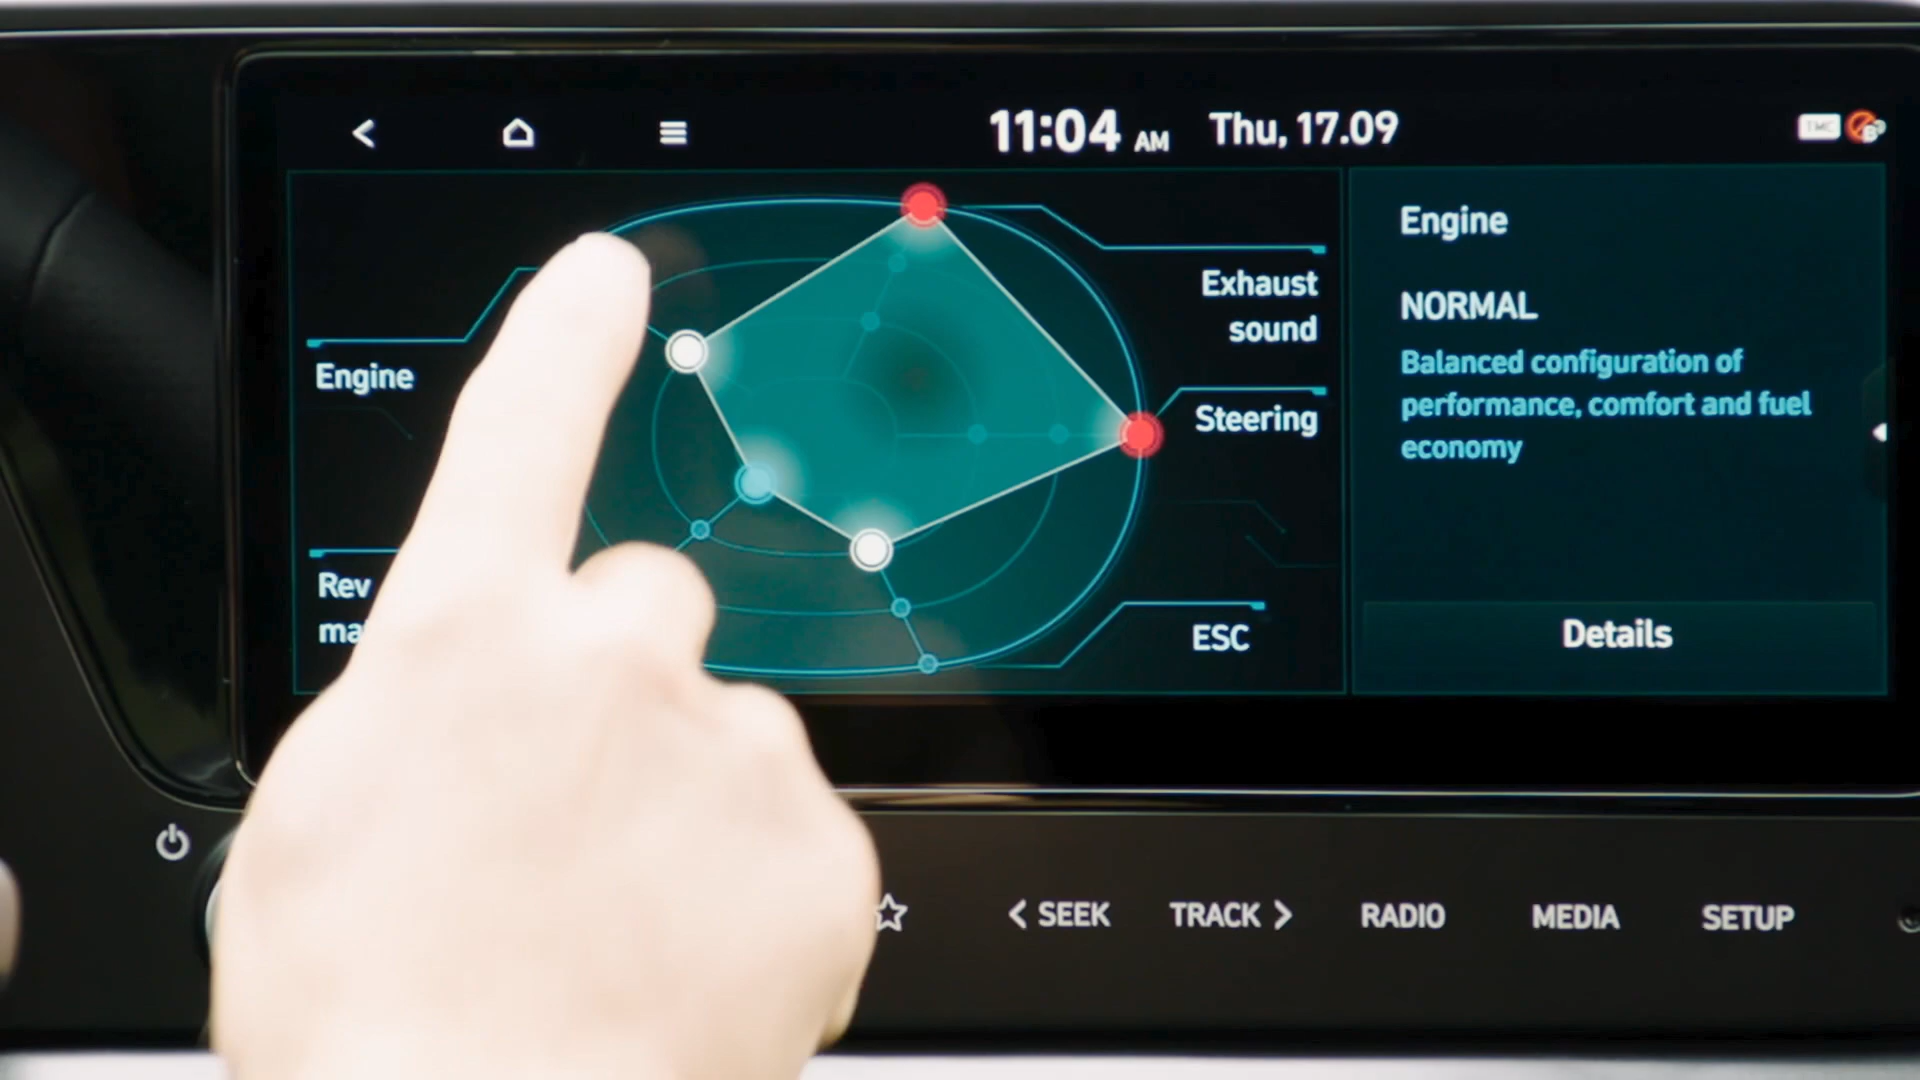 11:04 AM Thu, 17.09
TMC
Engine
Exhaust
sound
Steering
Rev
ESC
Engine
NORMAL
Balanced configuration of
performance, comfort and fuel
economy
Details
SEEK
TRACK
RADIO
MEDIA
SETUP